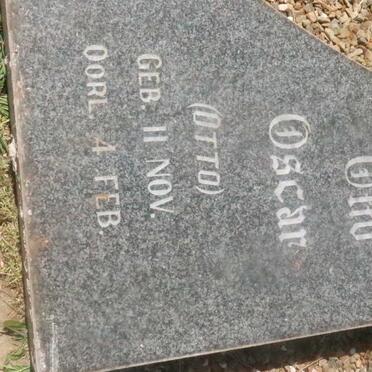 Oscar
(OTTO)
GEB. 11 NOV.
OORL. 4 FEB.